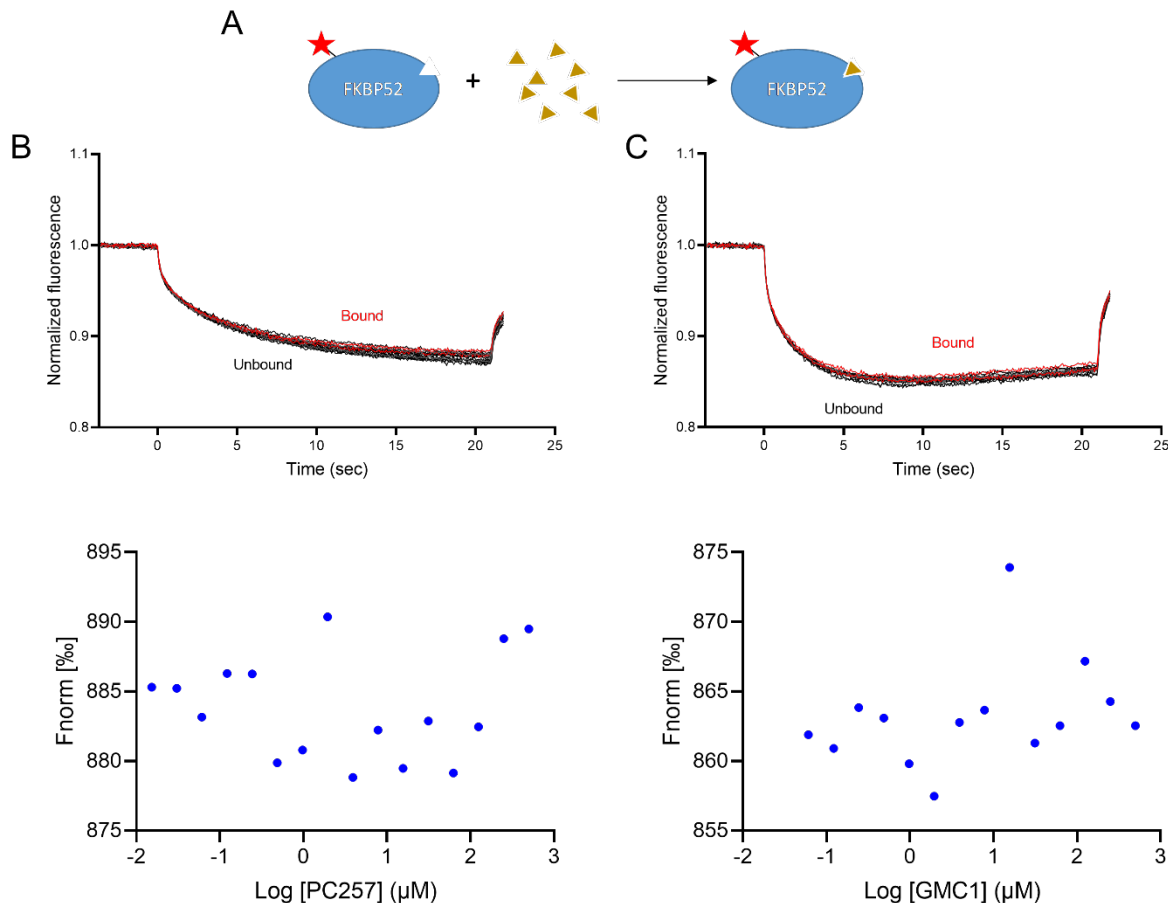 A
FKBP52
+
FKBP52
B
1.1
1.0
0.9
0.8
Normalized fluorescence
Bound
Unbound
0
5
10
15
20
25
Time (sec)
C
1.1
1.0
0.9
0.8
Normalized fluorescence
Bound
Unbound
0
5
10
15
20
25
Time (sec)
895
890
885
880
875
Fnorm [‰]
-2
-1
0
1
2
3
Log [PC257] (µM)
875
870
865
860
855
Fnorm [‰]
-2
-1
0
1
2
3
Log [GMC1] (µM)